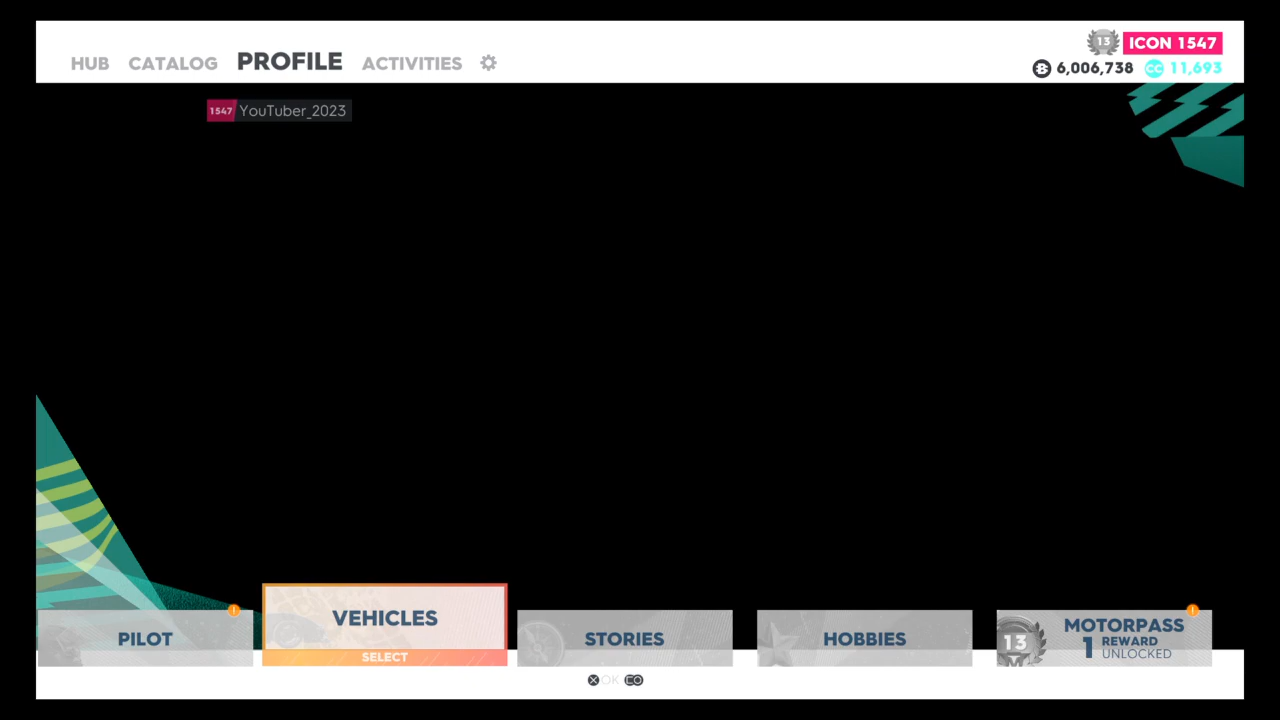 HUB CATALOG PROFILE ACTIVITIES
13 ICON 1547
6,006,738 CC 11,693
1547 YouTuber_2023
PILOT
VEHICLES
SELECT
STORIES
HOBBIES
13
MOTORPASS
1 REWARD
UNLOCKED
OK